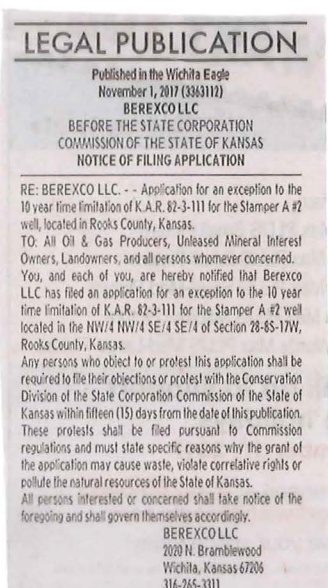 LEGAL PUBLICATION
Published in the Wichita Eagle
November 1, 2017 (3363112)
BEREXCO LLC
BEFORE THE STATE CORPORATION
COMMISSION OF THE STATE OF KANSAS
NOTICE OF FILING APPLICATION
RE: BEREXCO LLC. - - Application for an exception to the
10 year time limitation of K.A.R. 82-3-111 for the Stamper A #2
well, located in Rooks County, Kansas.
TO: All Oil & Gas Producers, Unleased Mineral Interest
Owners, Landowners, and all persons whomever concerned.
You, and each of you, are hereby notified that Berexco
LLC has filed an application for an exception to the 10 year
time limitation of K.A.R. 82-3-111 for the Stamper A #2 well
located in the NW/4 NW/4 SE/4 SE/4 of Section 28-8S-17W,
Rooks County, Kansas.
Any persons who object to or protest this application shall be
required to file their objections or protest with the Conservation
Division of the State Corporation Commission of the State of
Kansas within fifteen (15) days from the date of this publication.
These protests shall be filed pursuant to Commission
regulations and must state specific reasons why the grant of
the application may cause waste, violate correlative rights or
pollute the natural resources of the State of Kansas.
All persons interested or concerned shall take notice of the
foregoing and shall govern themselves accordingly.
BEREXCO LLC
2020 N. Bramblewood
Wichita, Kansas 67206
316-265-3311